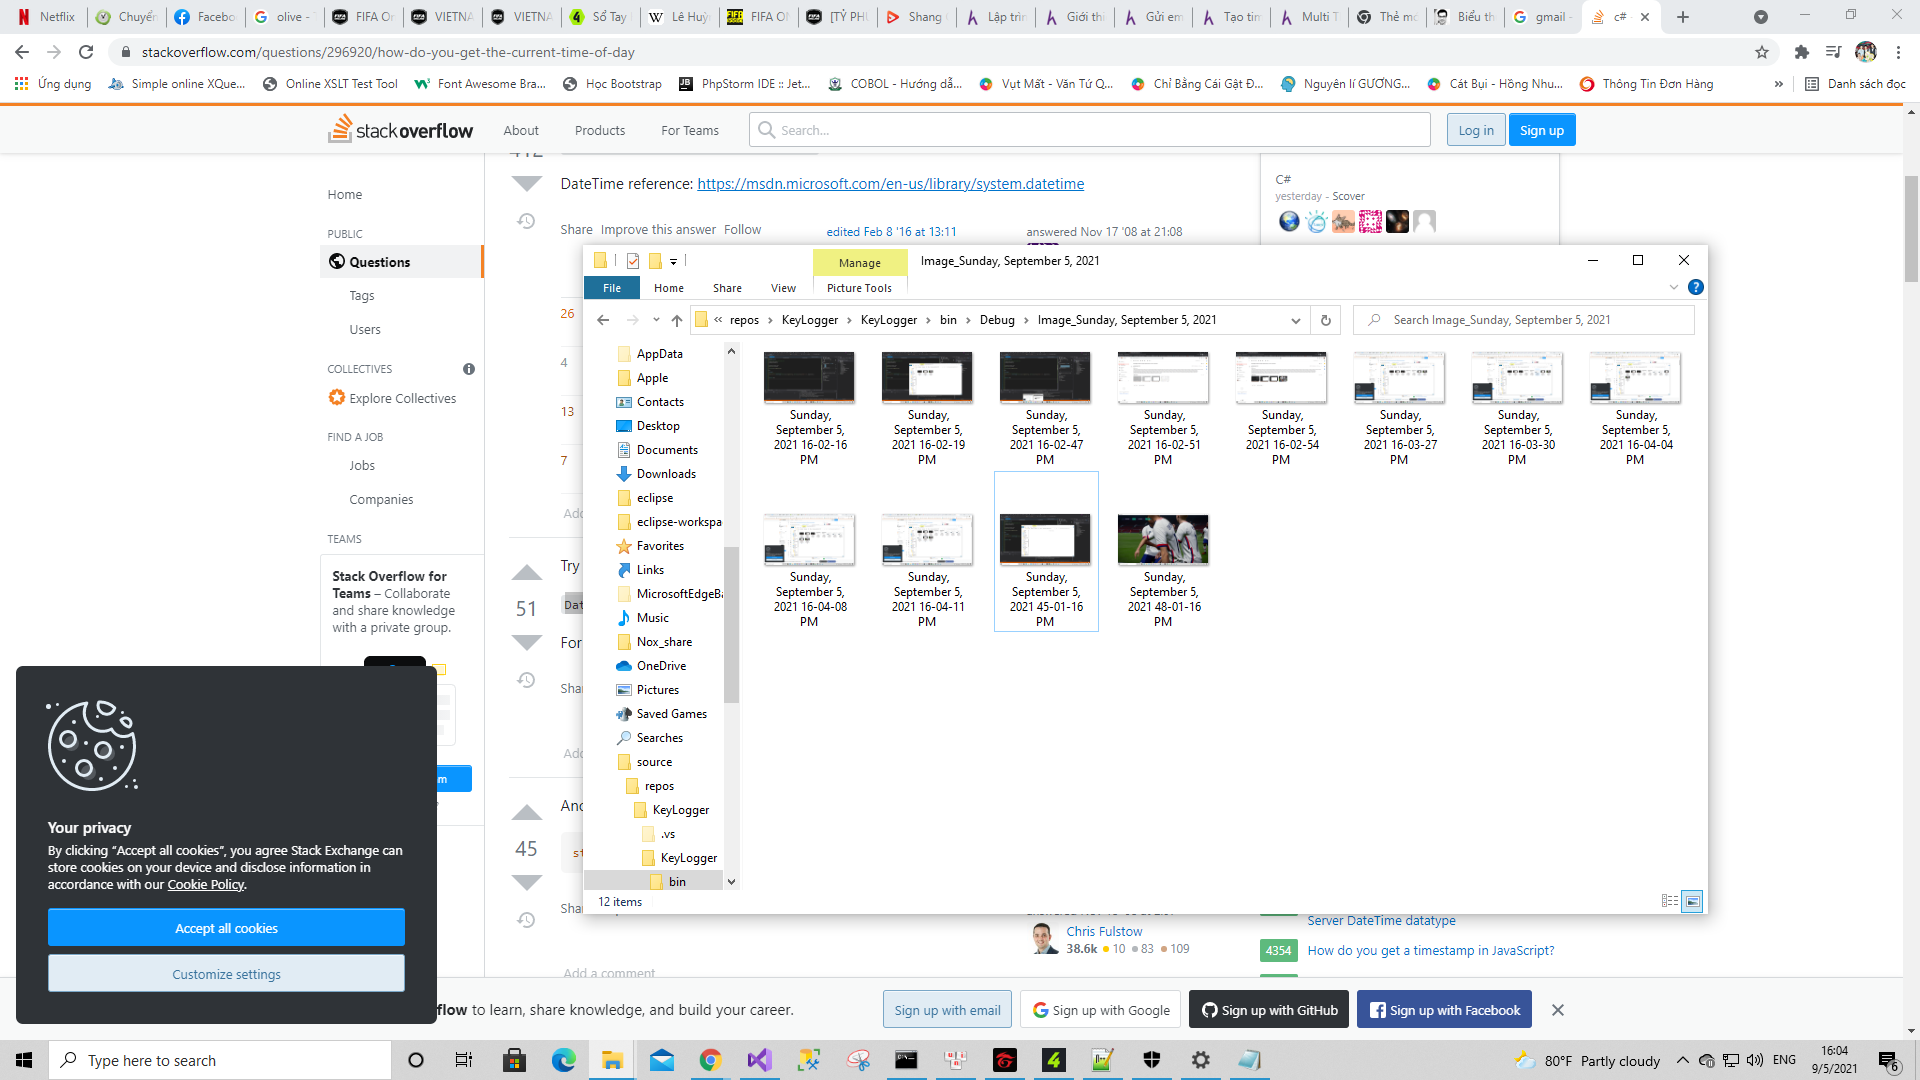 Netflix
Chuyển
Facebo
olive -
FIFA On
VIETNA
VIETNA
Sổ Tay
Lê Huỳ
FIFA ON
[TỶ PHÚ
Shang
Lập trìn
Giới thi
Gửi em
Tạo tin
Multi T
Thẻ mo
Biểu th
gmail -
c#
stackoverflow.com/questions/296920/how-do-you-get-the-current-time-of-day
Ứng dụng
Simple online XQue...
Online XSLT Test Tool
Font Awesome Bra...
Học Bootstrap
PhpStorm IDE :: Jet...
COBOL - Hướng dẫ...
Vụt Mất - Văn Tứ Q...
Chỉ Bằng Cái Gật Đ...
Nguyên lí GƯƠNG...
Cát Bụi - Hồng Nhu...
Thông Tin Đơn Hàng
»
Danh sách đọc
stackoverflow
About
Products
For Teams
Search...
Log in
Sign up
Home
PUBLIC
Questions
Tags
Users
COLLECTIVES
Explore Collectives
FIND A JOB
Jobs
Companies
TEAMS
Stack Overflow for
Teams – Collaborate
and share knowledge
with a private group.
412
DateTime reference: https://msdn.microsoft.com/en-us/library/system.datetime
Share Improve this answer Follow
edited Feb 8 '16 at 13:11
answered Nov 17 '08 at 21:08
26
4
13
7
Add
Try
51
Dat
For
Shar
Add
And
45
st
Shar
Chris Fulstow
38.6k 10 83 109
Add a comment
C#
yesterday - Scover
Server DateTime datatype
4354 How do you get a timestamp in JavaScript?
Manage
Image_Sunday, September 5, 2021
File
Home
Share
View
Picture Tools
« repos > KeyLogger > KeyLogger > bin > Debug > Image_Sunday, September 5, 2021
Search Image_Sunday, September 5, 2021
AppData
Apple
Contacts
Desktop
Documents
Downloads
eclipse
eclipse-workspa
Favorites
Links
MicrosoftEdgeBa
Music
Nox_share
OneDrive
Pictures
Saved Games
Searches
source
repos
KeyLogger
.vs
KeyLogger
bin
Sunday,
September 5,
2021 16-02-16
PM
Sunday,
September 5,
2021 16-02-19
PM
Sunday,
September 5,
2021 16-02-47
PM
Sunday,
September 5,
2021 16-02-51
PM
Sunday,
September 5,
2021 16-02-54
PM
Sunday,
September 5,
2021 16-03-27
PM
Sunday,
September 5,
2021 16-03-30
PM
Sunday,
September 5,
2021 16-04-04
PM
Sunday,
September 5,
2021 16-04-08
PM
Sunday,
September 5,
2021 16-04-11
PM
Sunday,
September 5,
2021 45-01-16
PM
Sunday,
September 5,
2021 48-01-16
PM
12 items
Your privacy
By clicking “Accept all cookies”, you agree Stack Exchange can
store cookies on your device and disclose information in
accordance with our Cookie Policy.
Accept all cookies
Customize settings
flow to learn, share knowledge, and build your career.
Sign up with email
Sign up with Google
Sign up with GitHub
Sign up with Facebook
Type here to search
80°F Partly cloudy
ENG
16:04
9/5/2021
6